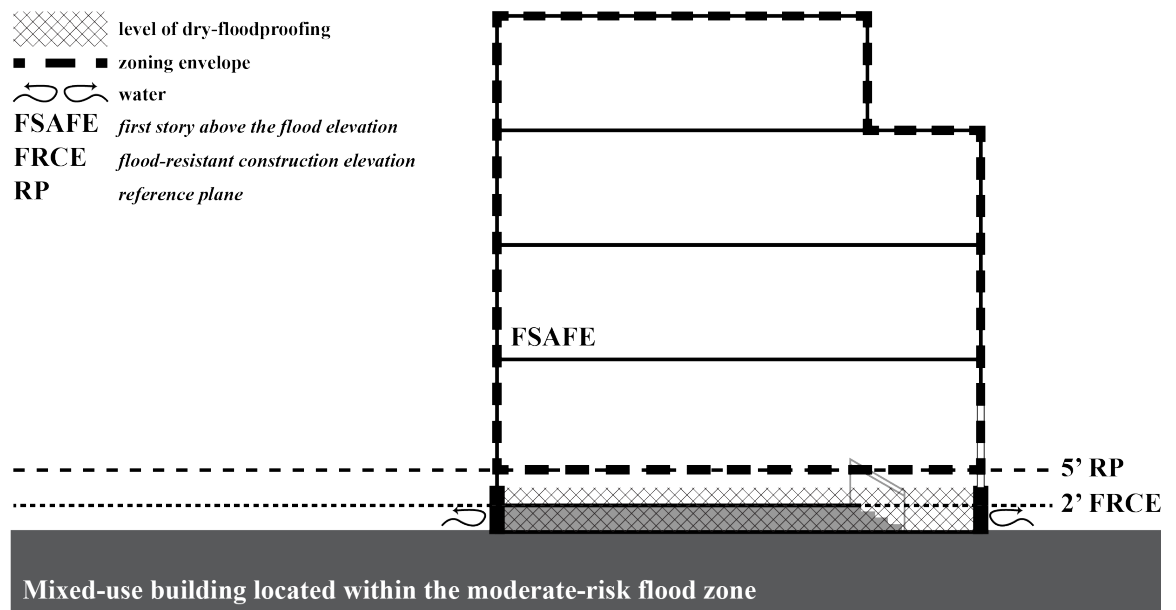 level of dry-floodproofing
zoning envelope
water
FSAFE first story above the flood elevation
FRCE flood-resistant construction elevation
RP reference plane
FSAFE
5’ RP
2’ FRCE
Mixed-use building located within the moderate-risk flood zone